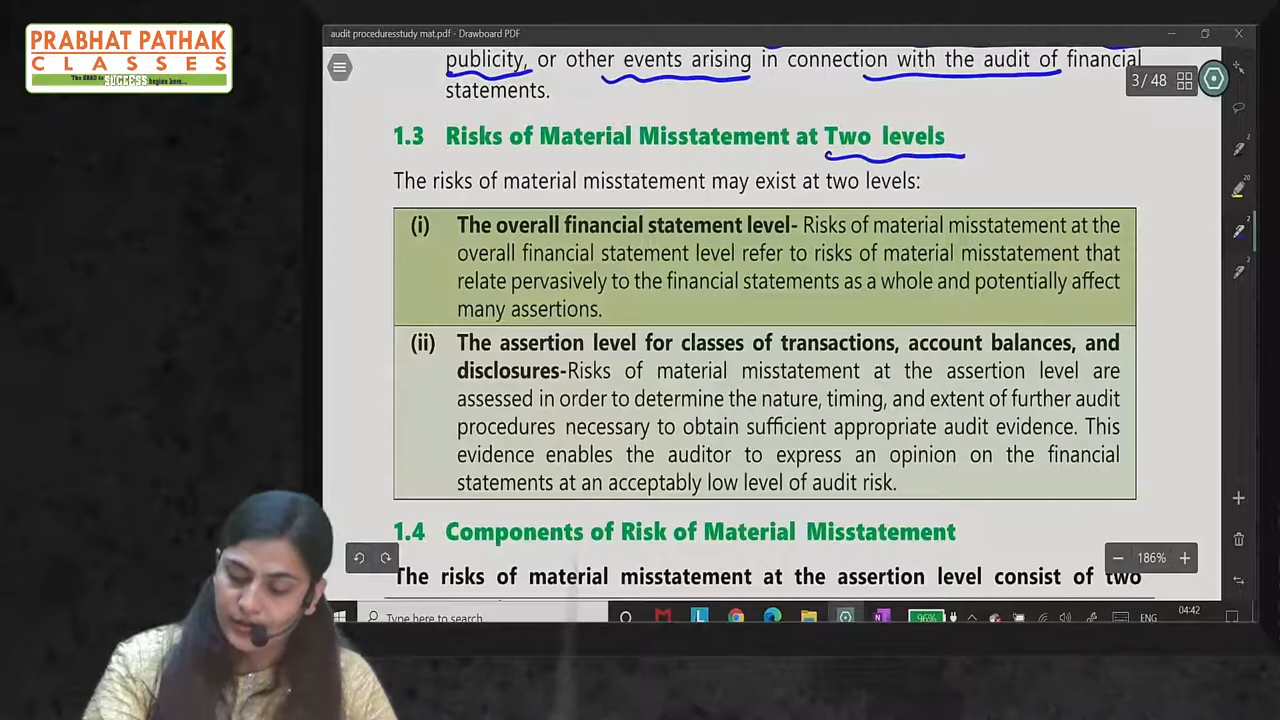 PRABHAT PATHAK
CLASSES
The ROAD to SUCCESS begins here...
audit proceduresstudy mat.pdf - Drawboard PDF
publicity, or other events arising in connection with the audit of financial
statements.
3 / 48
1.3 Risks of Material Misstatement at Two levels
The risks of material misstatement may exist at two levels:
(i) The overall financial statement level- Risks of material misstatement at the
overall financial statement level refer to risks of material misstatement that
relate pervasively to the financial statements as a whole and potentially affect
many assertions.
(ii) The assertion level for classes of transactions, account balances, and
disclosures-Risks of material misstatement at the assertion level are
assessed in order to determine the nature, timing, and extent of further audit
procedures necessary to obtain sufficient appropriate audit evidence. This
evidence enables the auditor to express an opinion on the financial
statements at an acceptably low level of audit risk.
1.4 Components of Risk of Material Misstatement
186%
The risks of material misstatement at the assertion level consist of two
Type here to search
96%
ENG
04:42